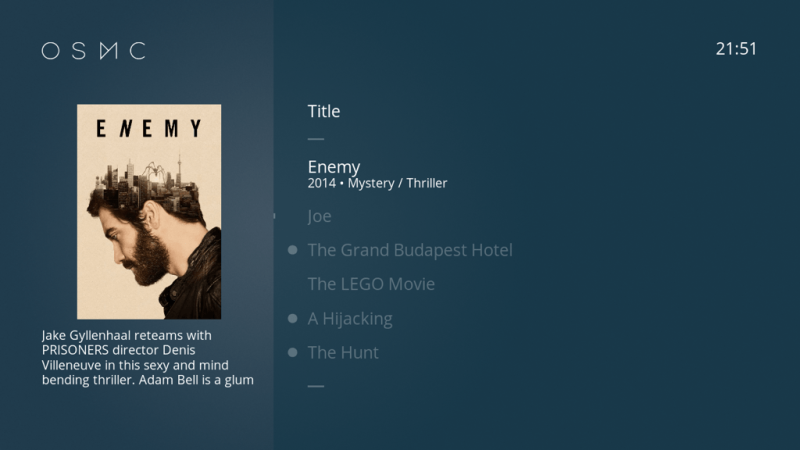 OSMC
21:51
ENEMY
Jake Gyllenhaal reteams with
PRISONERS director Denis
Villeneuve in this sexy and mind
bending thriller. Adam Bell is a glum
Title
Enemy
2014 • Mystery / Thriller
Joe
The Grand Budapest Hotel
The LEGO Movie
A Hijacking
The Hunt